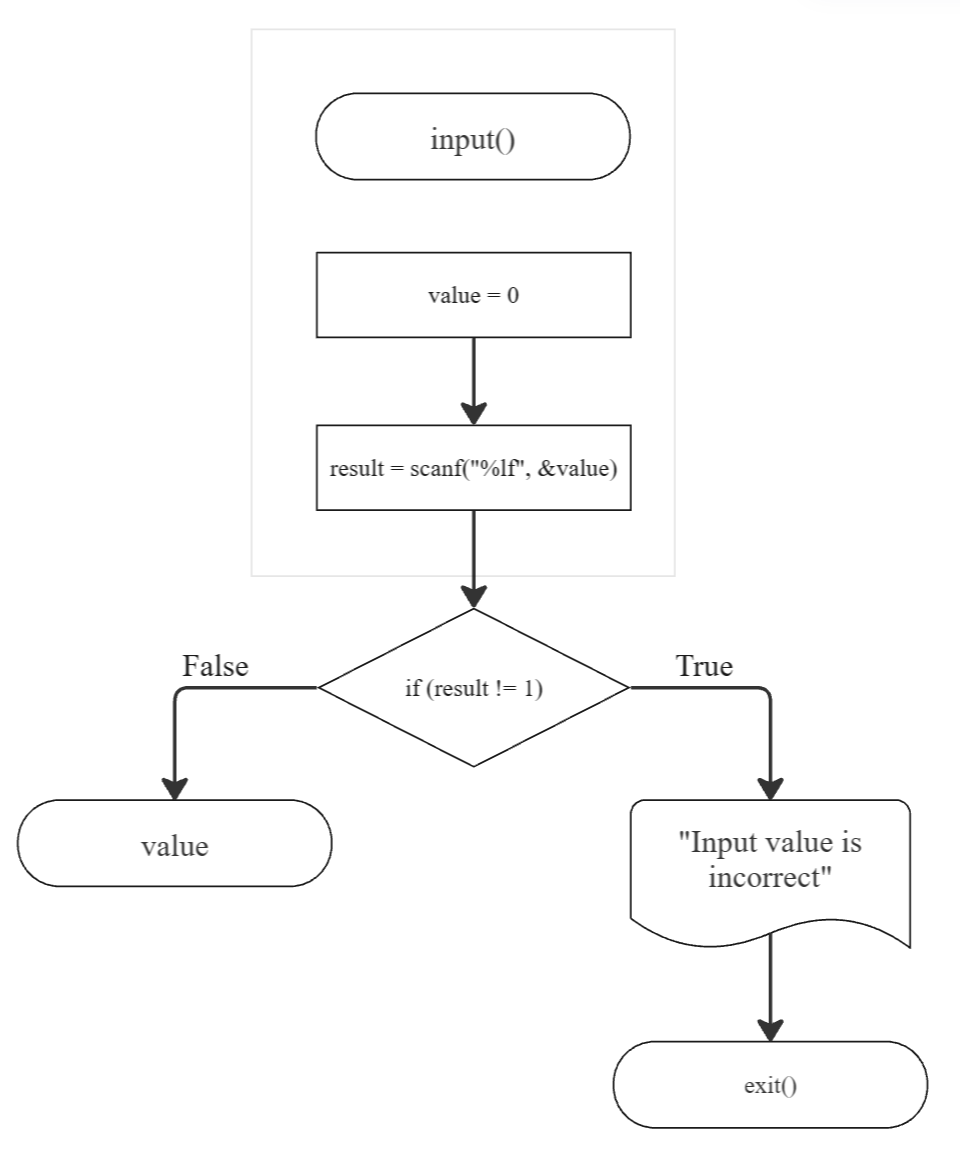 input()
value = 0
result = scanf("%lf", &value)
if (result != 1)
False
True
value
"Input value is
incorrect"
exit()